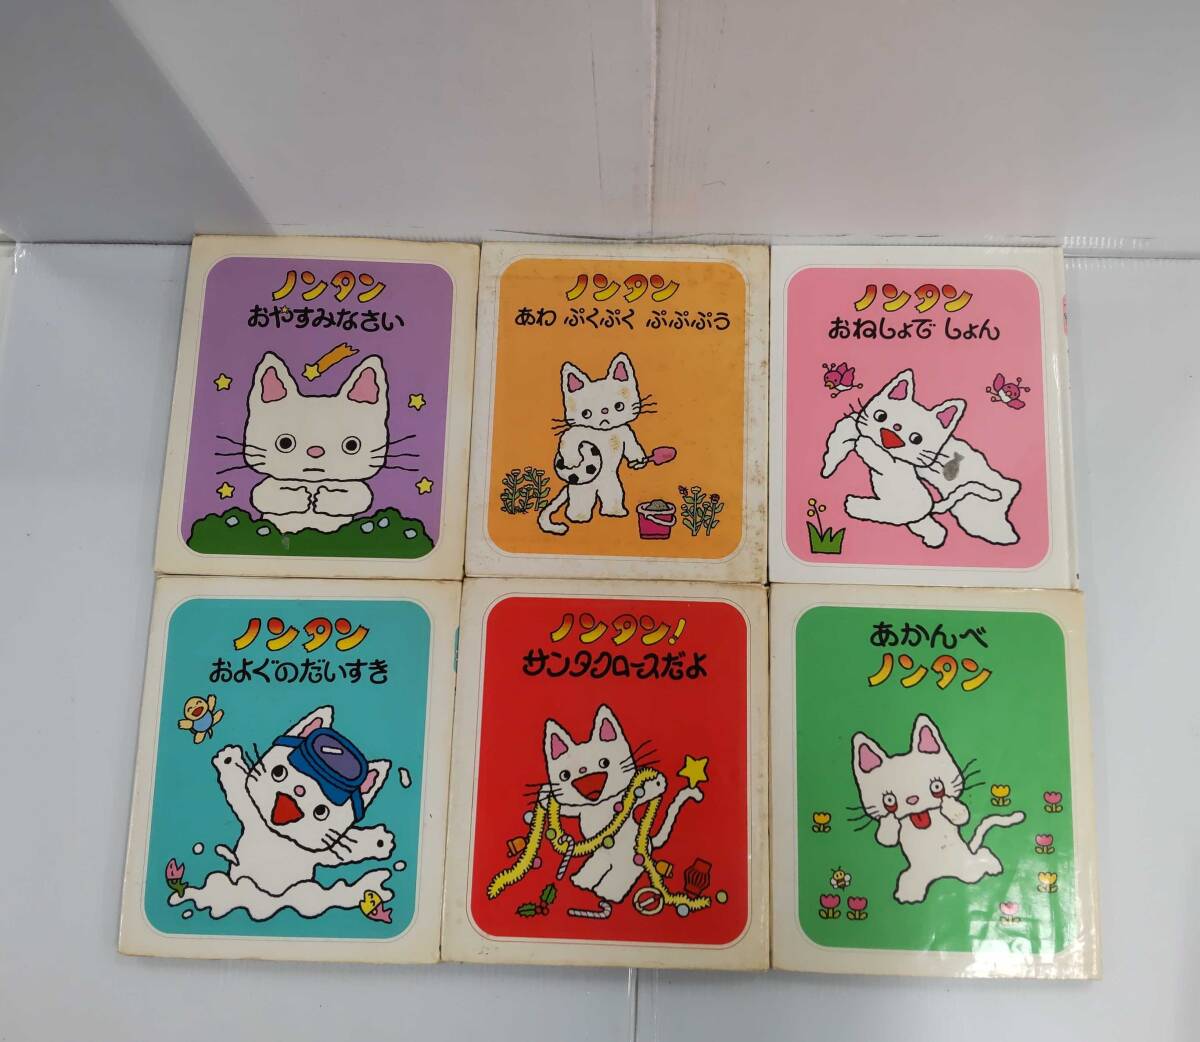 ノンタン
おやすみなさい
ノンタン
あわ ぷくぷく ぷぷぷう
ノンタン
おねしょで しょん
ノンタン
およぐのだいすき
ノンタン!
サンタクロースだよ
あかんべ
ノンタン